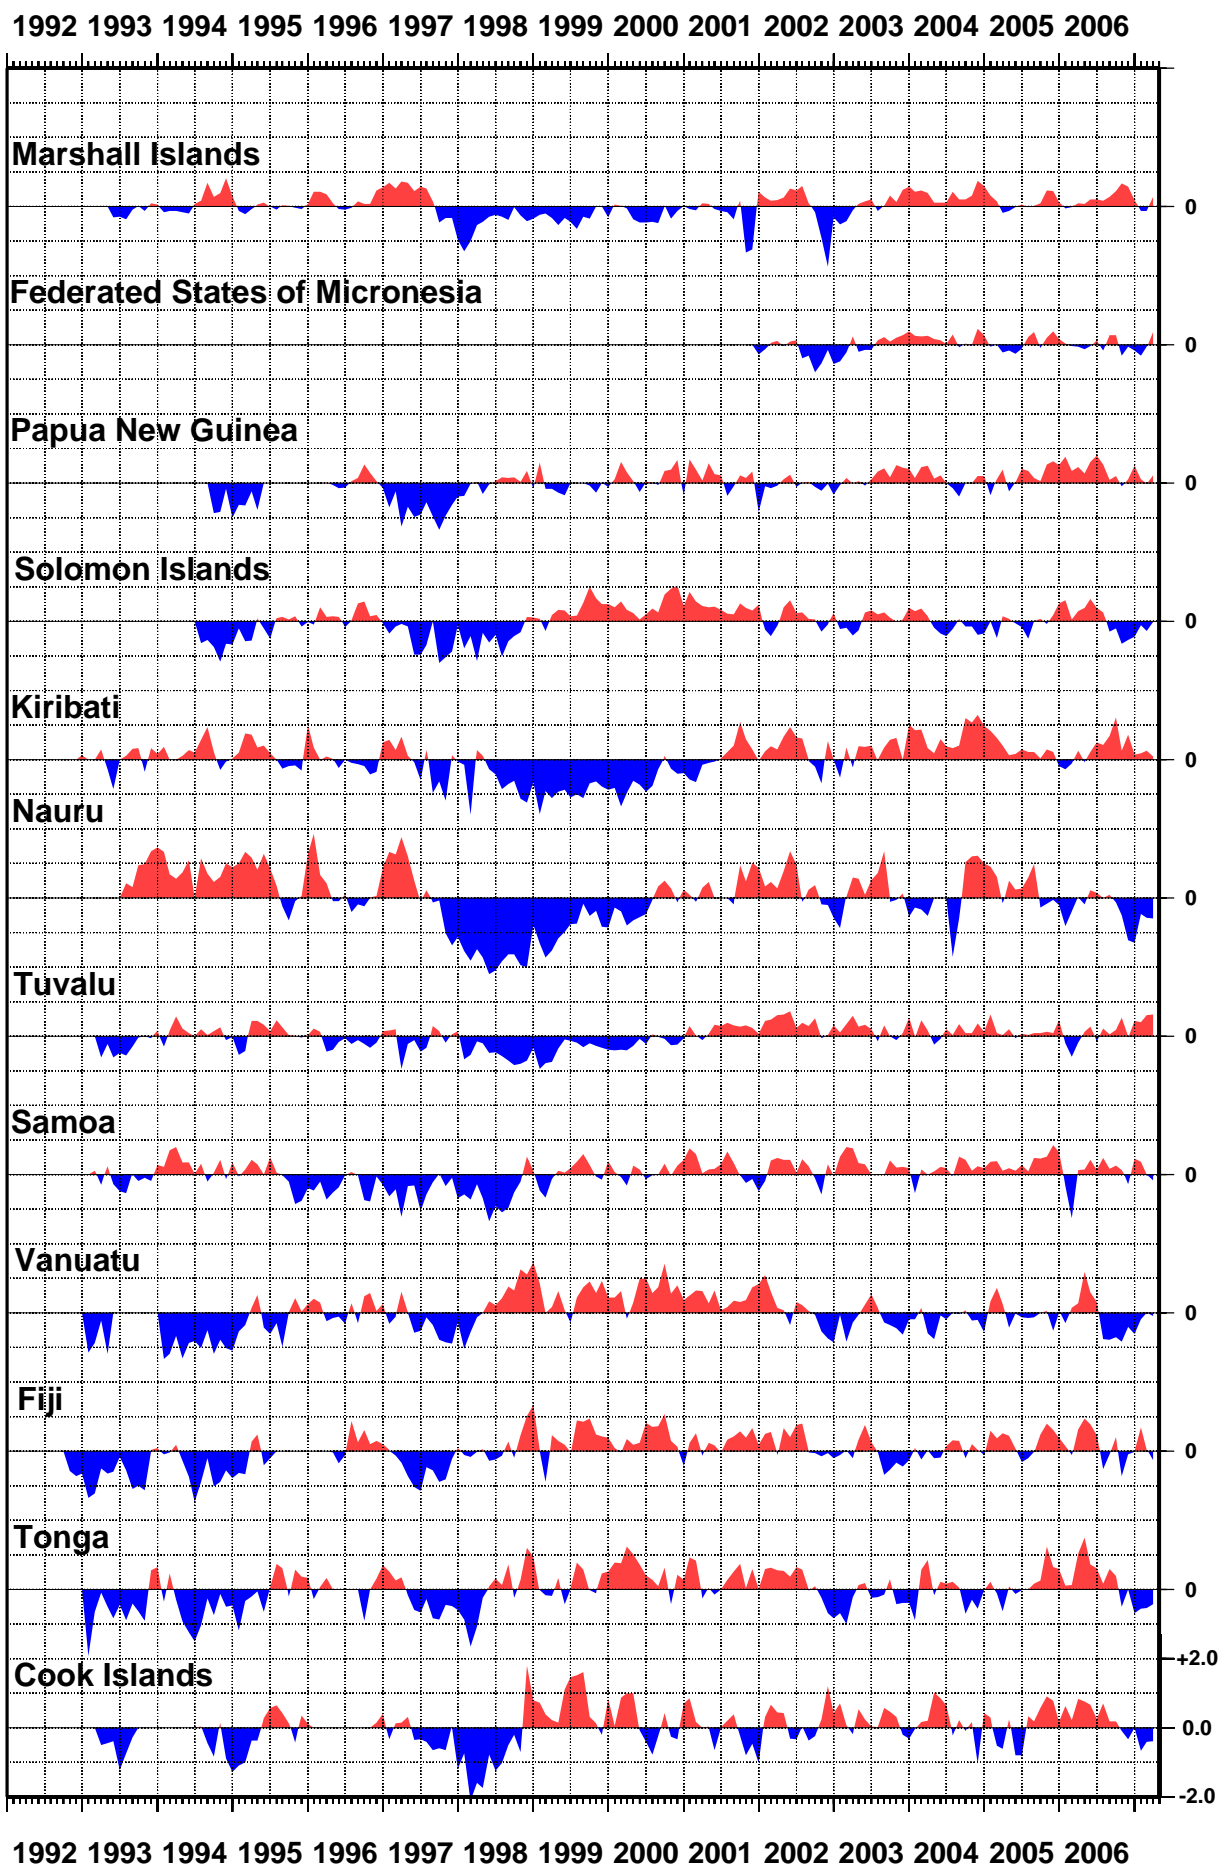 1992 1993 1994 1995 1996 1997 1998 1999 2000 2001 2002 2003 2004 2005 2006
Marshall Islands
0
Federated States of Micronesia
0
Papua New Guinea
0
Solomon Islands
Kiribati
0
Nauru
0
Tuvalu
0
Samoa
0
Vanuatu
0
Fiji
0
Tonga
0
+2.0
Cook Islands
0.0
-2.0
1992 1993 1994 1995 1996 1997 1998 1999 2000 2001 2002 2003 2004 2005 2006